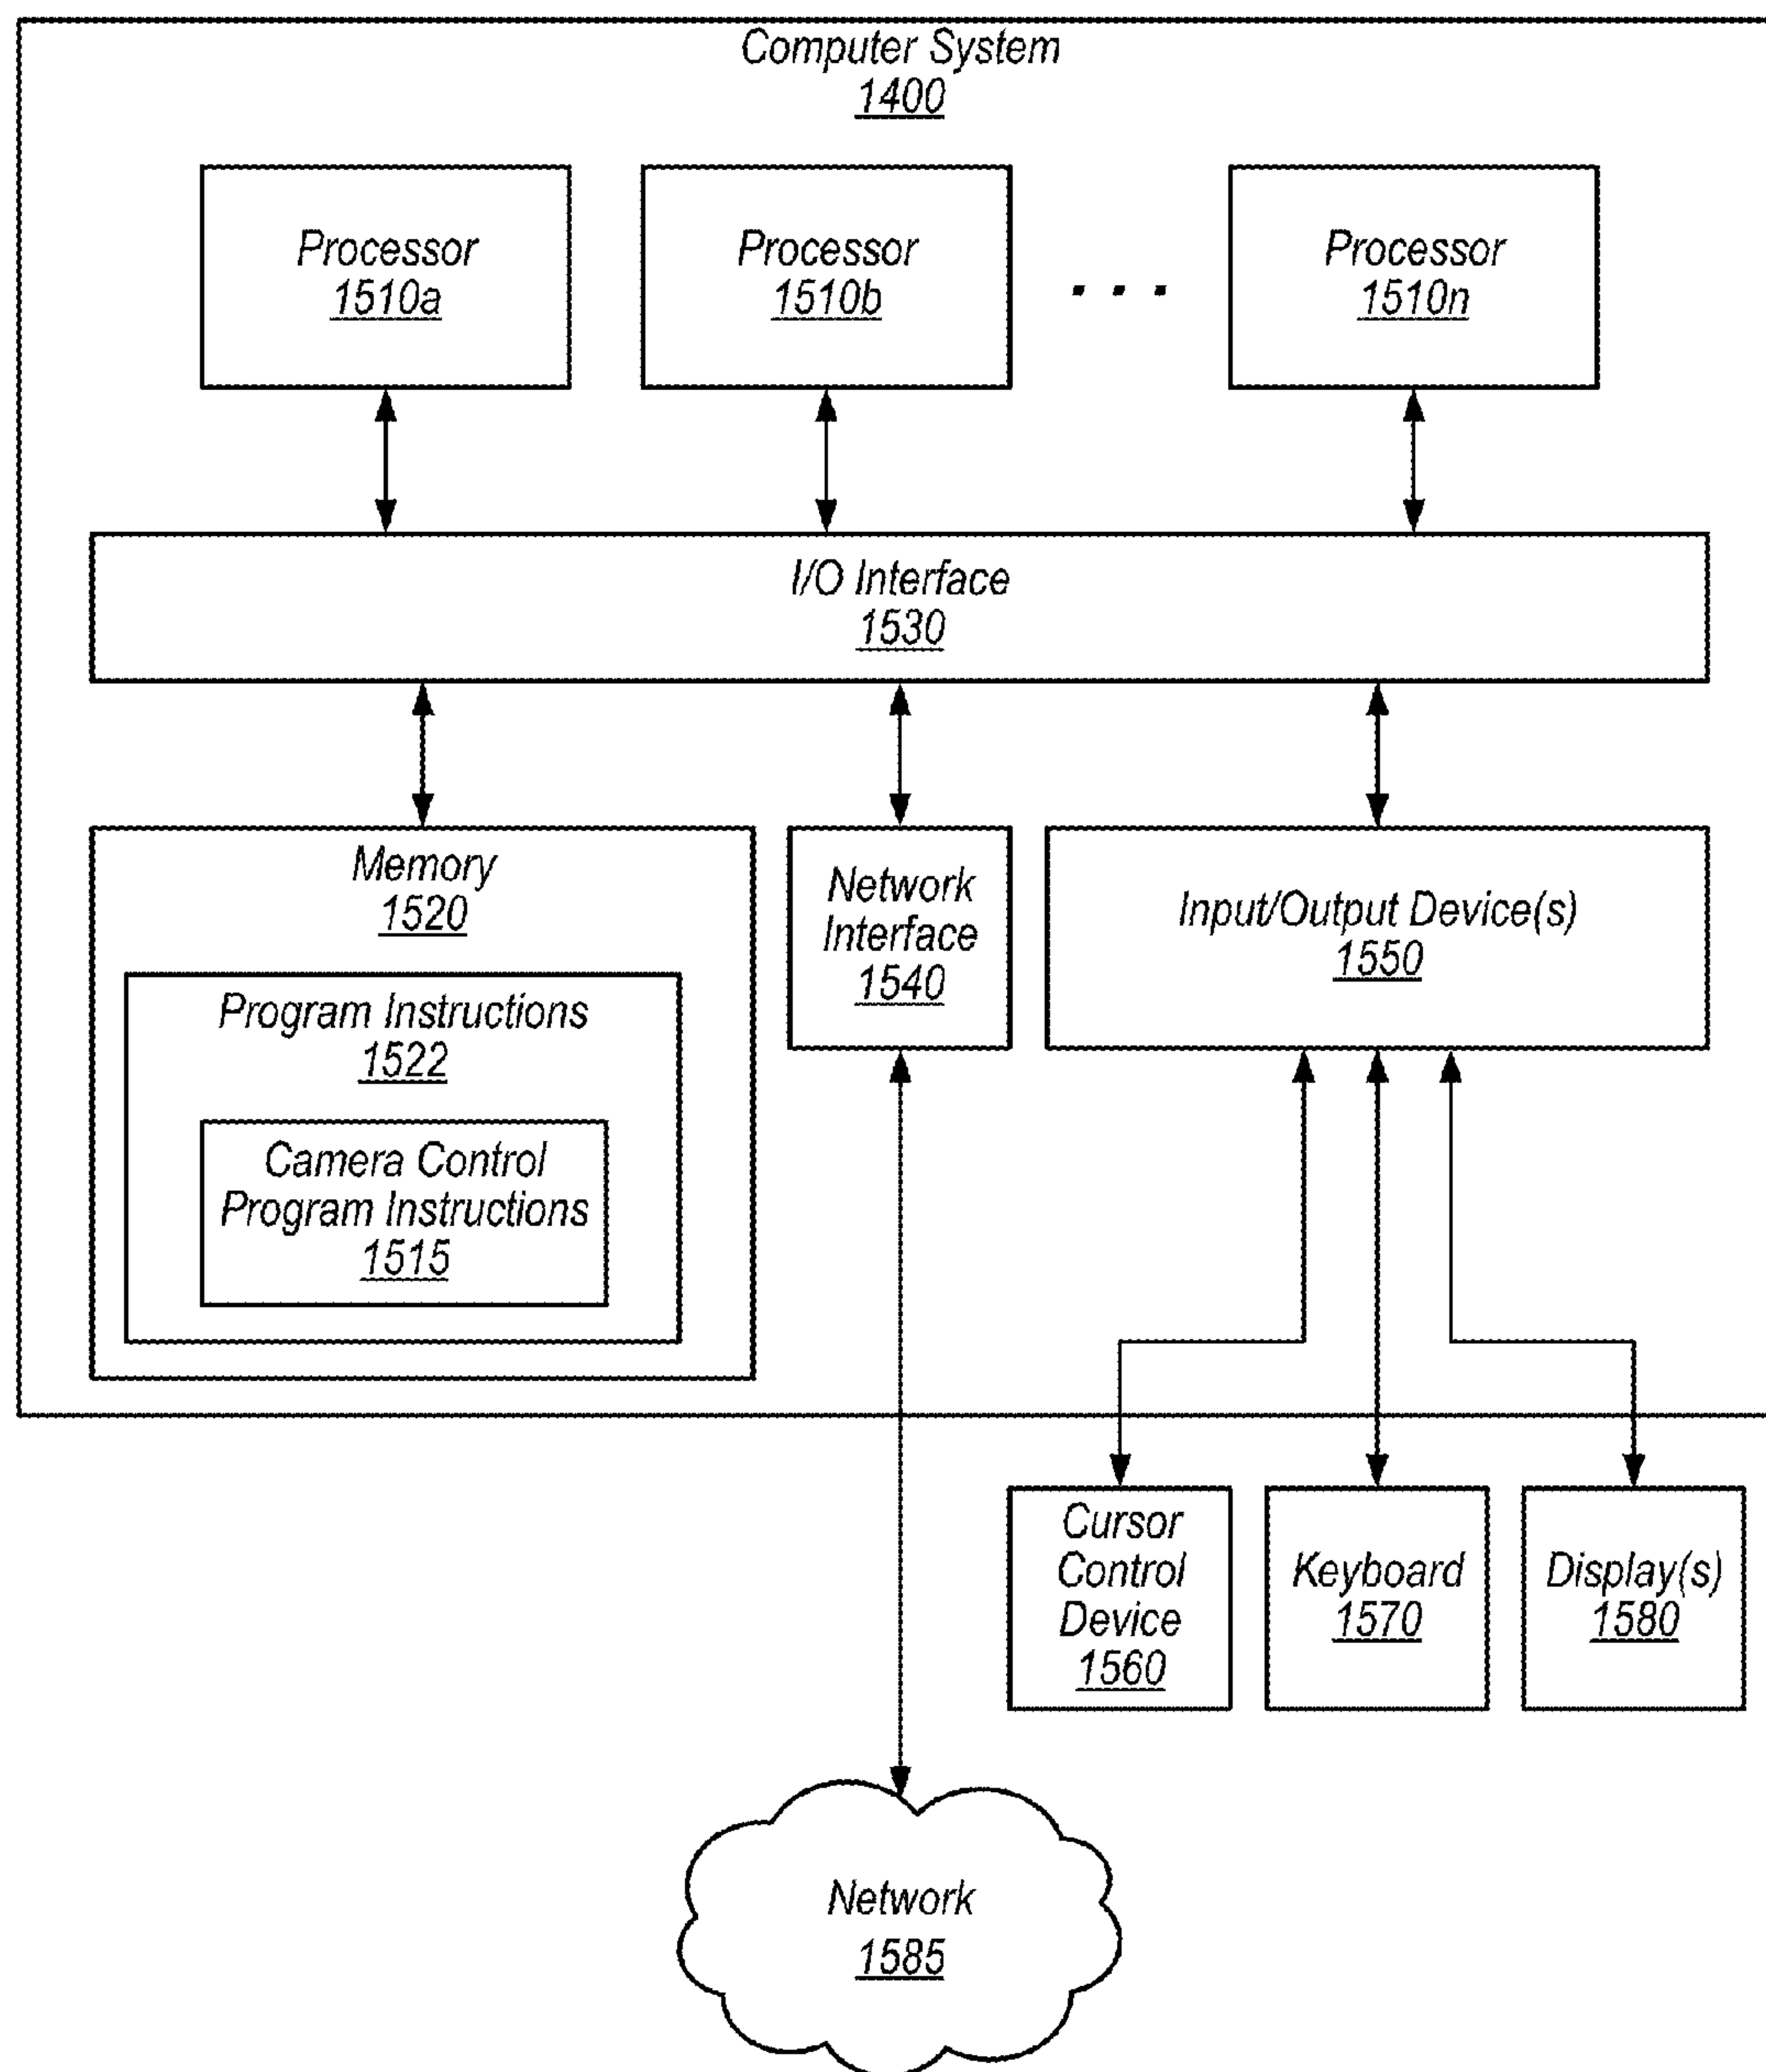 Computer System
1400
Processor
1510a
Processor
1510b
. . .
Processor
1510n
I/O Interface
1530
Memory
1520
Program Instructions
1522
Camera Control
Program Instructions
1515
Network
Interface
1540
Input/Output Device(s)
1550
Cursor
Control
Device
1560
Keyboard
1570
Display(s)
1580
Network
1585